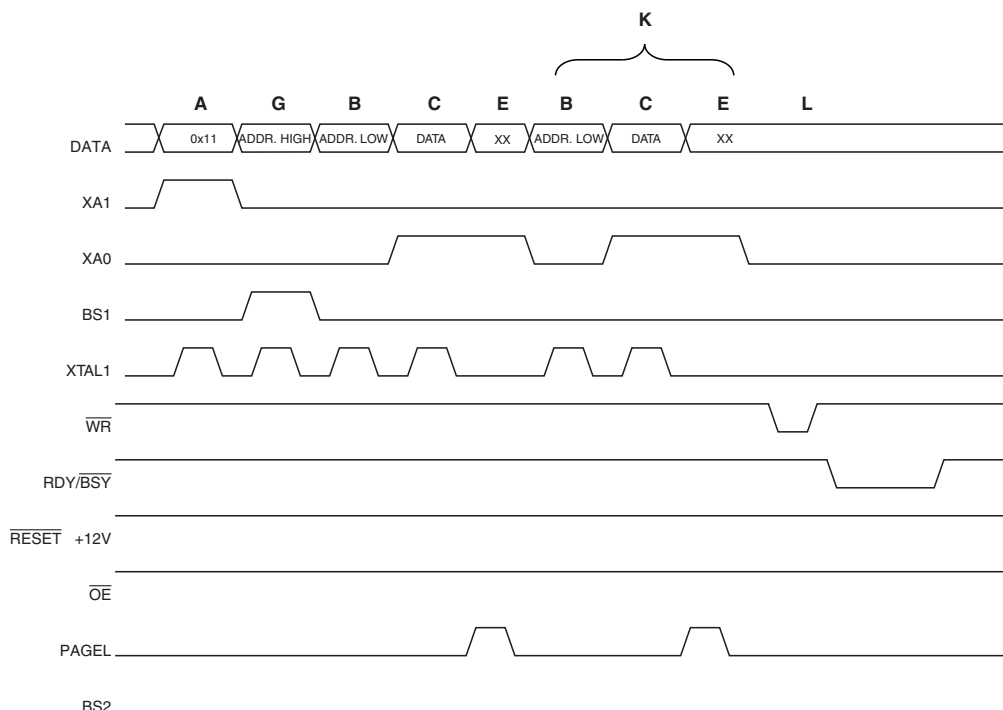 K
A G B C E B C E L
DATA 0x11 ADDR. HIGH ADDR. LOW DATA XX ADDR. LOW DATA XX
XA1
XA0
BS1
XTAL1
WR
RDY/BSY
RESET +12V
OE
PAGEL
BS2